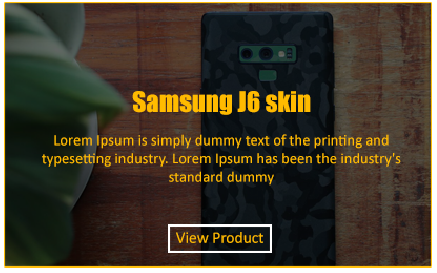 Samsung J6 skin
Lorem Ipsum is simply dummy text of the printing and
typesetting industry. Lorem Ipsum has been the industry's
standard dummy
View Product